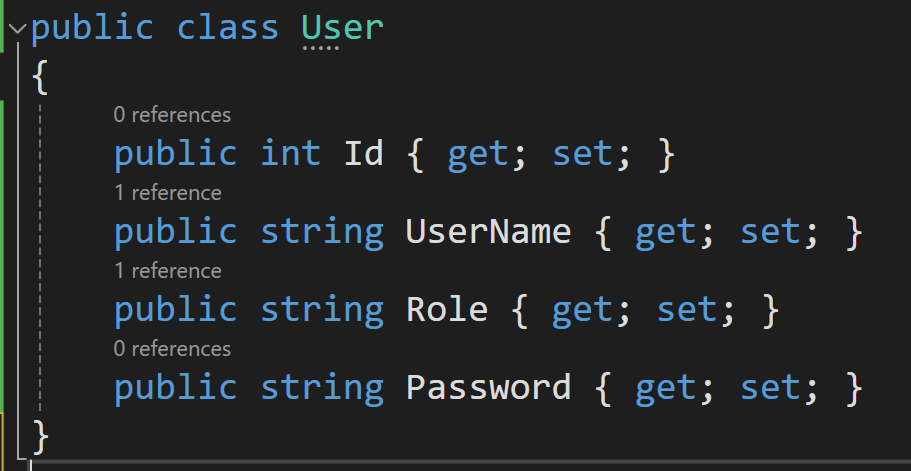 public class User
{
0 references
public int Id { get; set; }
1 reference
public string UserName { get; set; }
1 reference
public string Role { get; set; }
0 references
public string Password { get; set; }
}